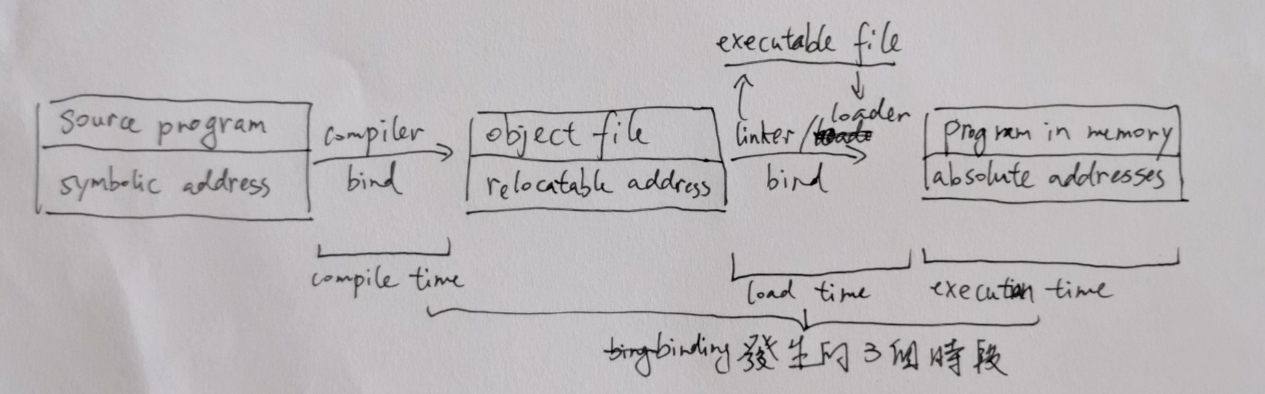 executable file
source program
symbolic address
compiler
bind
object file
relocatable address
linker/loader
bind
program in memory
absolute addresses
compile time
load time
execution time
binding 發生的3個時段